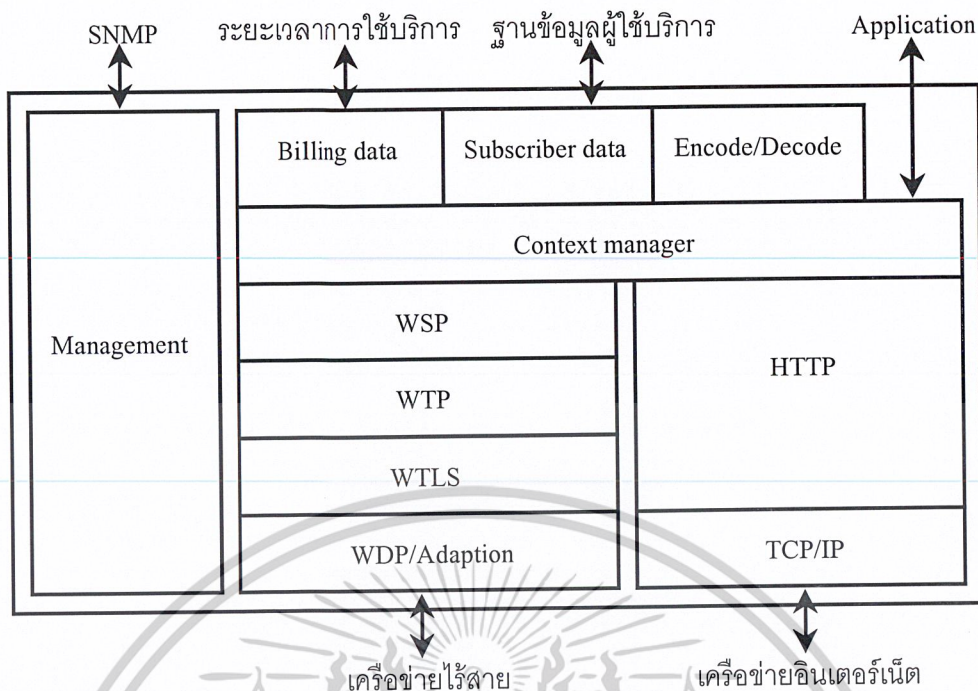 SNMP
ระยะเวลาการใช้บริการ
ฐานข้อมูลผู้ใช้บริการ
Application
Billing data
Subscriber data
Encode/Decode
Context manager
Management
WSP
HTTP
WTP
WTLS
WDP/Adaption
TCP/IP
เครือข่ายไร้สาย
เครือข่ายอินเตอร์เน็ต